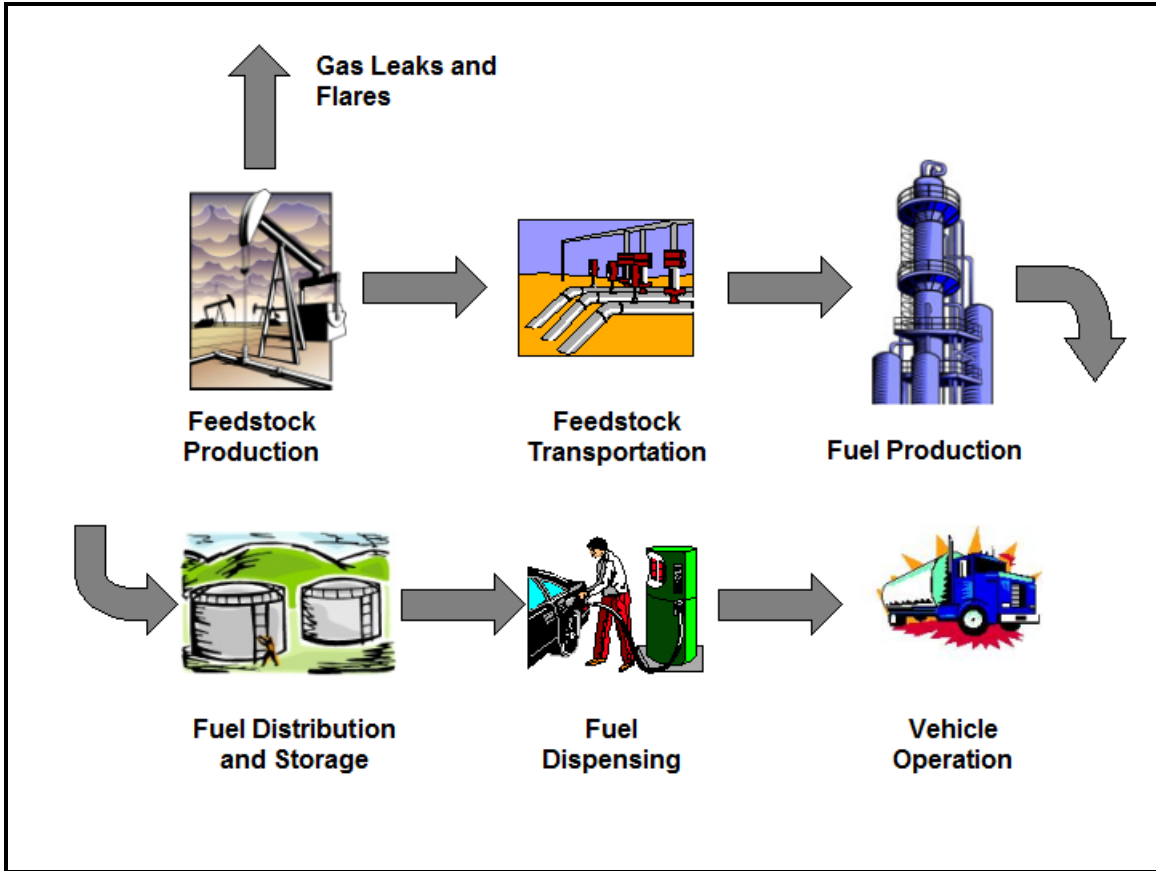 Gas Leaks and
Flares
Feedstock
Production
Feedstock
Transportation
Fuel Production
Fuel Distribution
and Storage
Fuel
Dispensing
Vehicle
Operation